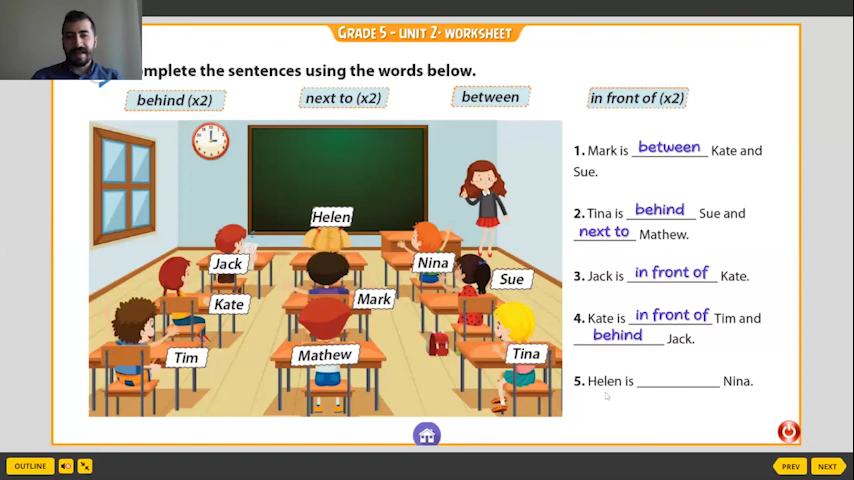 GRADE 5 - UNIT 2- WORKSHEET
omplete the sentences using the words below.
behind (x2) next to (x2) between in front of (x2)
Helen
Jack
Nina
Sue
Kate
Mark
Tim
Mathew
Tina
1. Mark is between Kate and
Sue.
2. Tina is behind Sue and
next to Mathew.
3. Jack is in front of Kate.
4. Kate is in front of Tim and
behind Jack.
5. Helen is ____________ Nina.
OUTLINE
PREV
NEXT